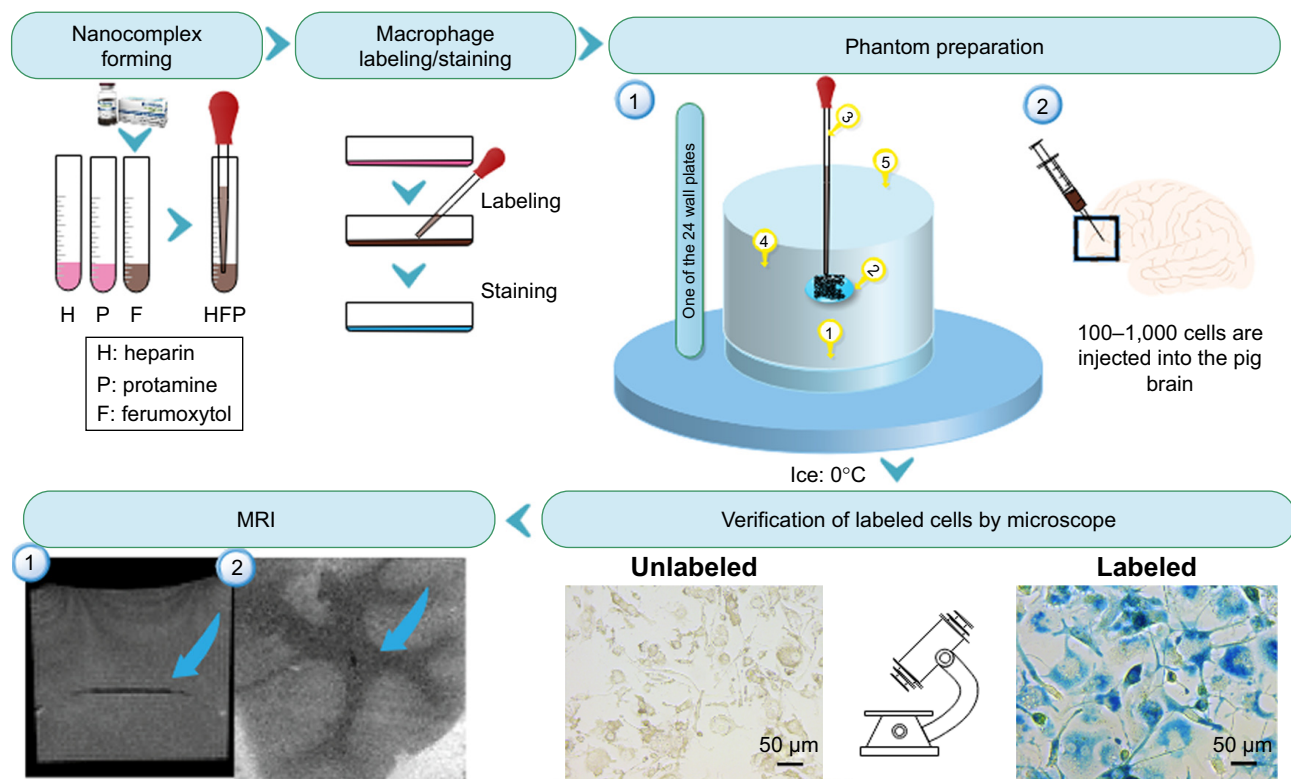 Nanocomplex
forming
Macrophage
labeling/staining
Phantom preparation
H
P
F
HFP
H: heparin
P: protamine
F: ferumoxytol
Labeling
Staining
1
One of the 24 wall plates
3
5
4
2
1
2
100–1,000 cells are
injected into the pig
brain
Ice: 0°C
MRI
Verification of labeled cells by microscope
1
2
Unlabeled
50 µm
Labeled
50 µm